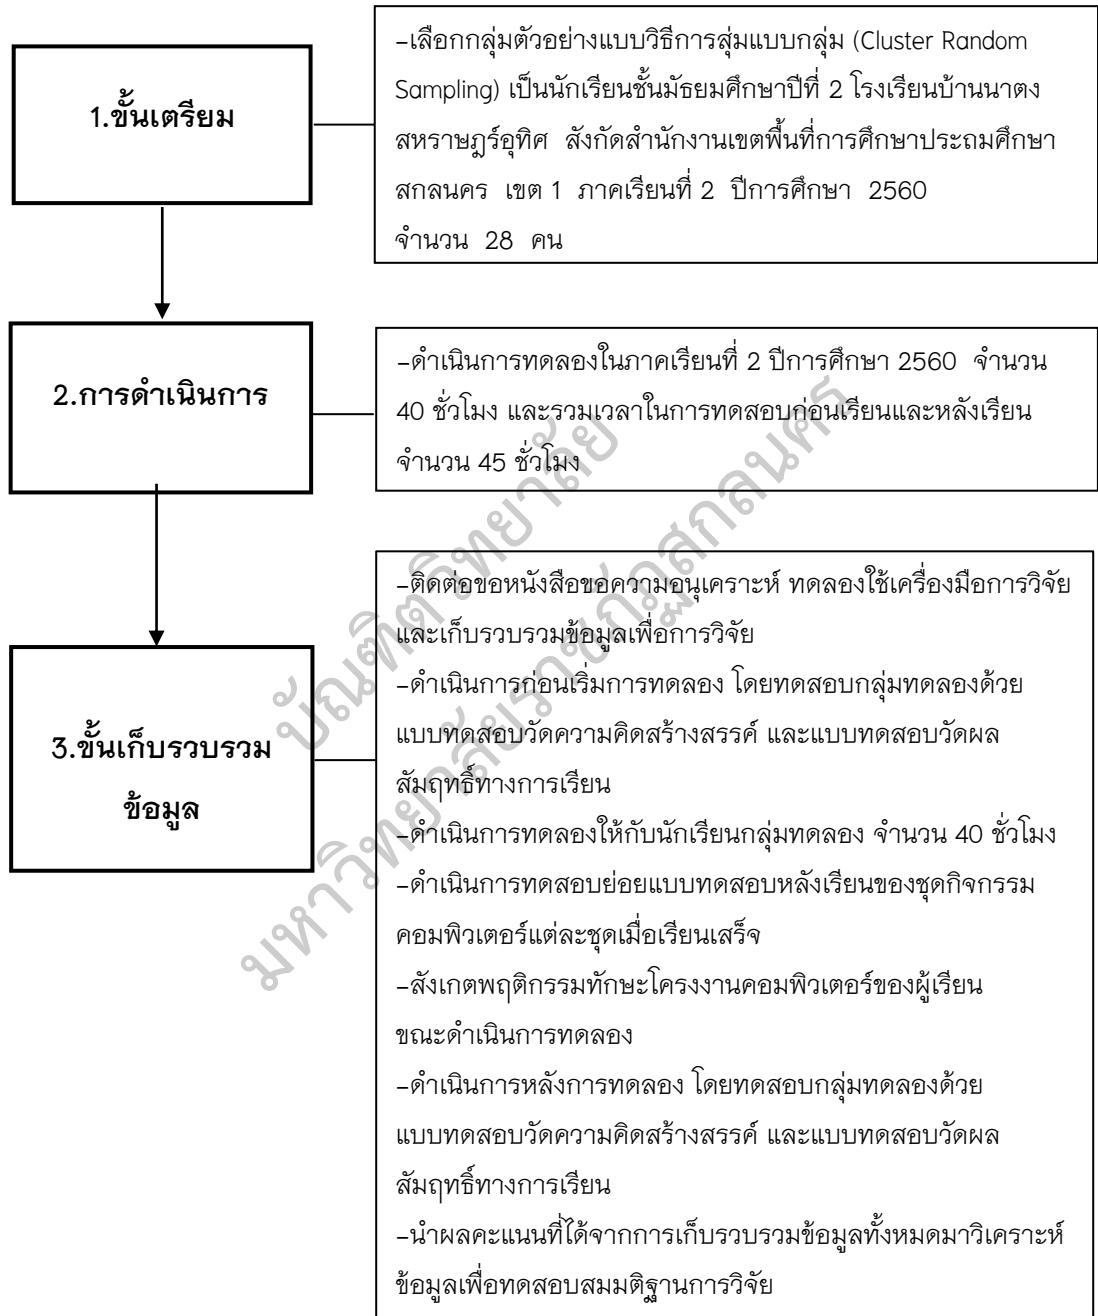 1.ขั้นเตรียม
–เลือกกลุ่มตัวอย่างแบบวิธีการสุ่มแบบกลุ่ม (Cluster Random
Sampling) เป็นนักเรียนชั้นมัธยมศึกษาปีที่ 2 โรงเรียนบ้านนาตง
สหราษฎร์อุทิศ สังกัดสำนักงานเขตพื้นที่การศึกษาประถมศึกษา
สกลนคร เขต 1 ภาคเรียนที่ 2 ปีการศึกษา 2560
จำนวน 28 คน
2.การดำเนินการ
–ดำเนินการทดลองในภาคเรียนที่ 2 ปีการศึกษา 2560 จำนวน
40 ชั่วโมง และรวมเวลาในการทดสอบก่อนเรียนและหลังเรียน
จำนวน 45 ชั่วโมง
3.ขั้นเก็บรวบรวม
ข้อมูล
–ติดต่อขอหนังสือขอความอนุเคราะห์ ทดลองใช้เครื่องมือการวิจัย
และเก็บรวบรวมข้อมูลเพื่อการวิจัย
–ดำเนินการก่อนเริ่มการทดลอง โดยทดสอบกลุ่มทดลองด้วย
แบบทดสอบวัดความคิดสร้างสรรค์ และแบบทดสอบวัดผล
สัมฤทธิ์ทางการเรียน
–ดำเนินการทดลองให้กับนักเรียนกลุ่มทดลอง จำนวน 40 ชั่วโมง
–ดำเนินการทดสอบย่อยแบบทดสอบหลังเรียนของชุดกิจกรรม
คอมพิวเตอร์แต่ละชุดเมื่อเรียนเสร็จ
–สังเกตพฤติกรรมทักษะโครงงานคอมพิวเตอร์ของผู้เรียน
ขณะดำเนินการทดลอง
–ดำเนินการหลังการทดลอง โดยทดสอบกลุ่มทดลองด้วย
แบบทดสอบวัดความคิดสร้างสรรค์ และแบบทดสอบวัดผล
สัมฤทธิ์ทางการเรียน
–นำผลคะแนนที่ได้จากการเก็บรวบรวมข้อมูลทั้งหมดมาวิเคราะห์
ข้อมูลเพื่อทดสอบสมมติฐานการวิจัย
บัณฑิตวิทยาลัย
มหาวิทยาลัยราชภัฏสกลนคร